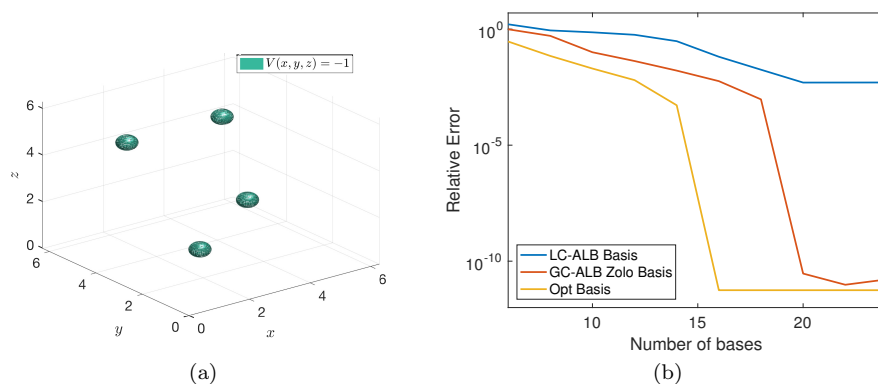 V(x, y, z) = −1
6
4
2
0
z
6
4
2
0
y
0
2
4
6
x
(a)
10^0
10^-5
10^-10
Relative Error
LC-ALB Basis
GC-ALB Zolo Basis
Opt Basis
10
15
20
Number of bases
(b)